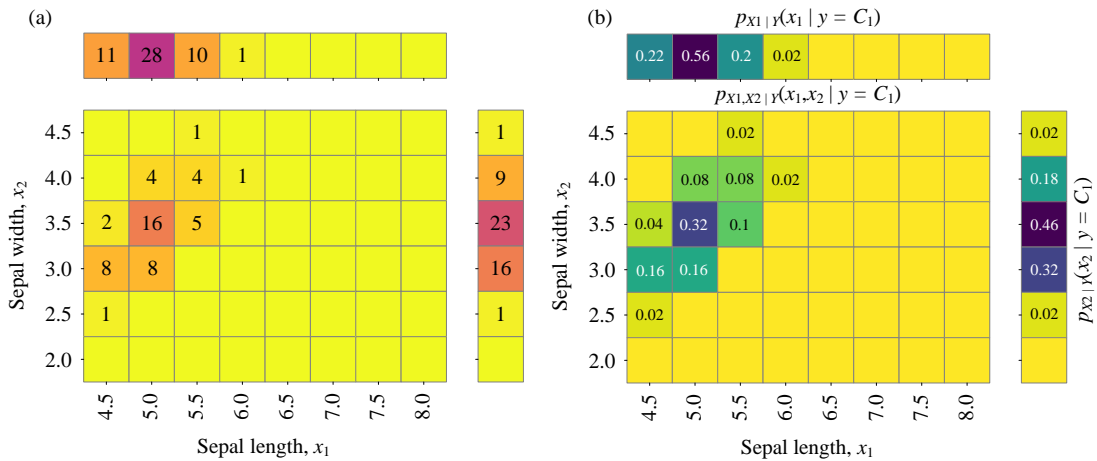 (a)
11 28 10 1
4.5 1 1
4.0 4 4 1 9
3.5 2 16 5 23
3.0 8 8 16
2.5 1 1
2.0
Sepal width, x2
4.5 5.0 5.5 6.0 6.5 7.0 7.5 8.0
Sepal length, x1
(b)
pX1 | Y(x1 | y = C1)
0.22 0.56 0.2 0.02
pX1,X2 | Y(x1,x2 | y = C1)
4.5 0.02 0.02
4.0 0.08 0.08 0.02 0.18
3.5 0.04 0.32 0.1 0.46
3.0 0.16 0.16 0.32
2.5 0.02 0.02
2.0
Sepal width, x2
pX2 | Y(x2 | y = C1)
4.5 5.0 5.5 6.0 6.5 7.0 7.5 8.0
Sepal length, x1